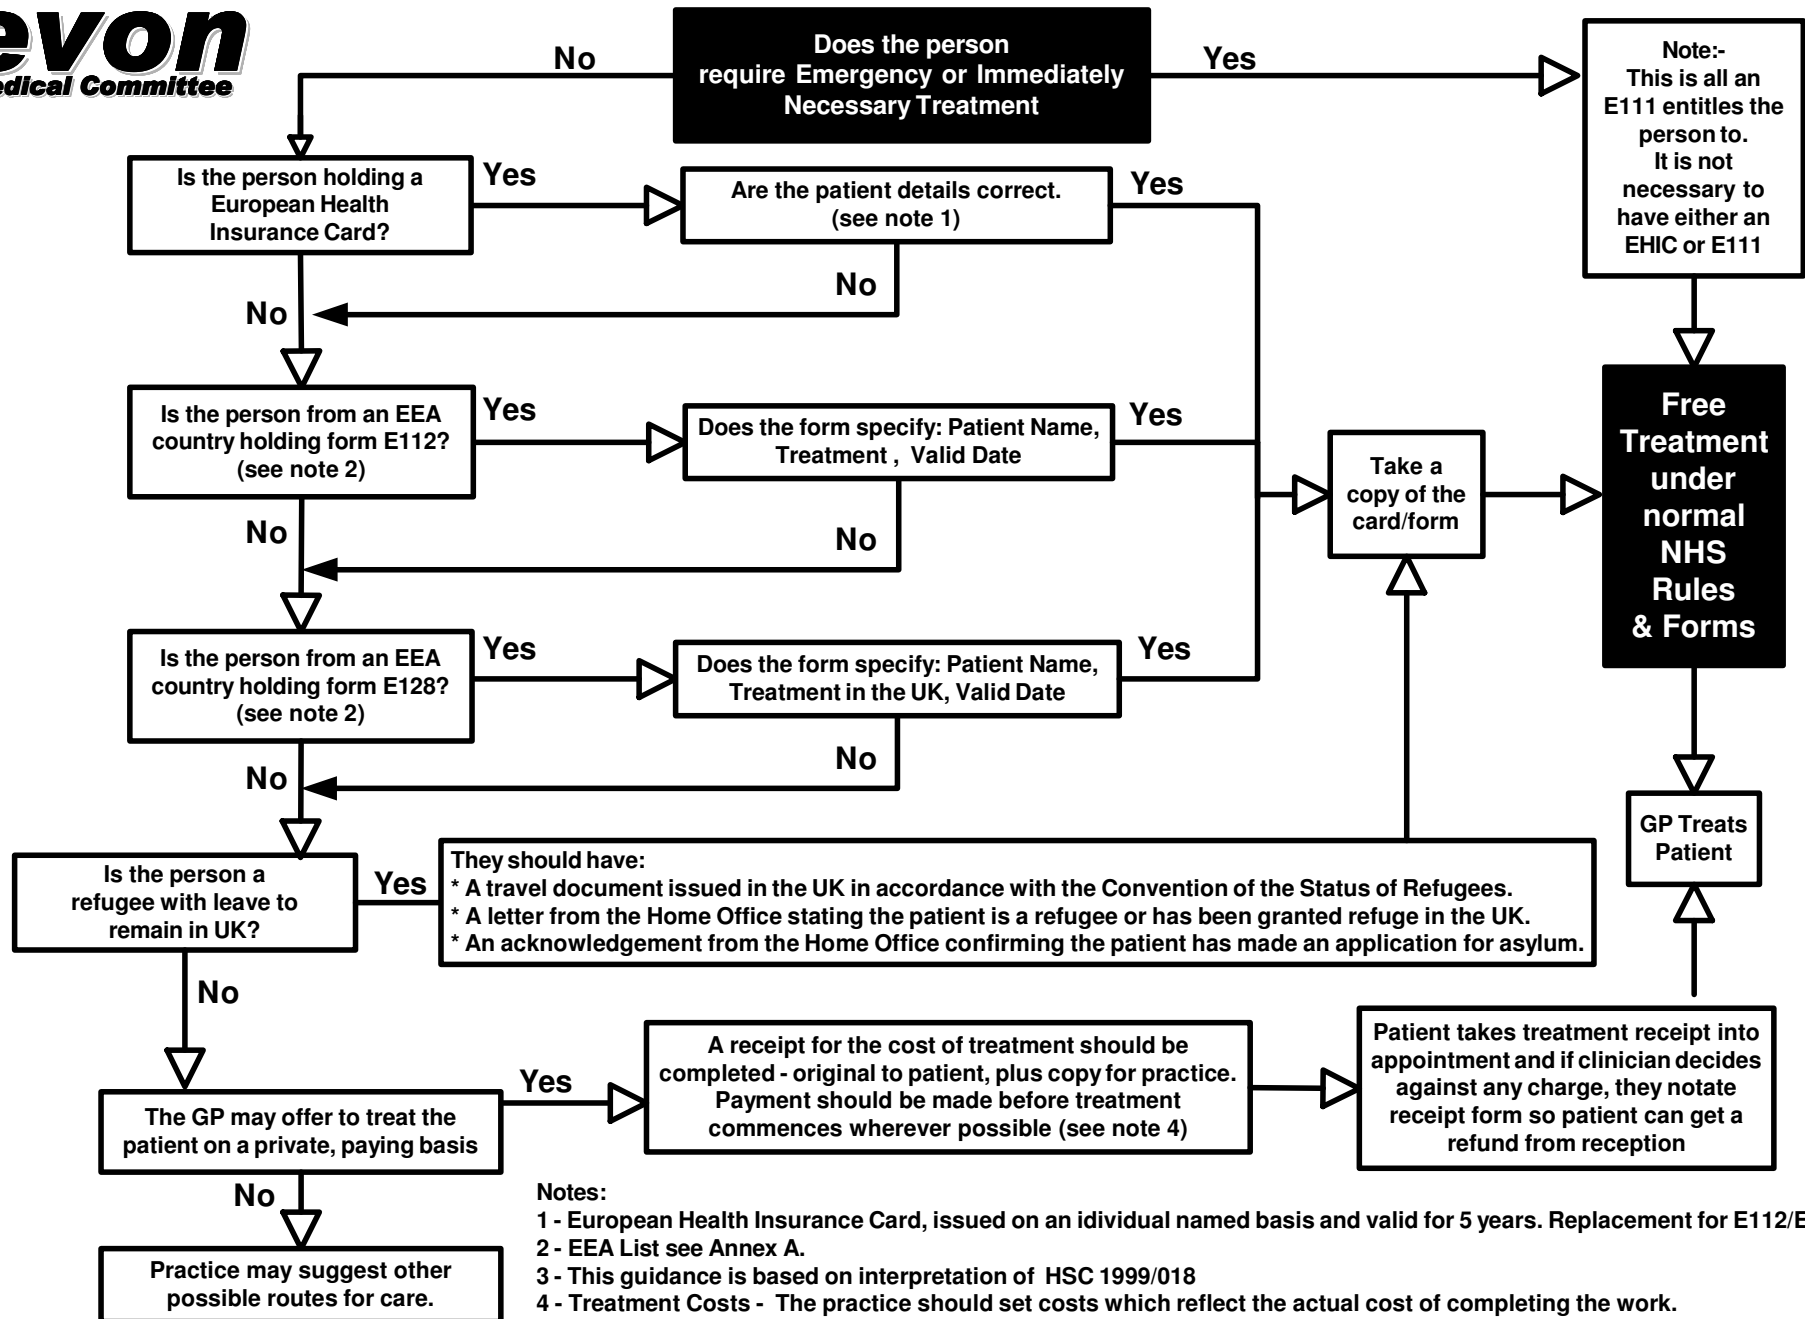 evon
edical Committee
Does the person
require Emergency or Immediately
Necessary Treatment
No
Yes
Note:-
This is all an
E111 entitles the
person to.
It is not
necessary to
have either an
EHIC or E111
Is the person holding a
European Health
Insurance Card?
Yes
Are the patient details correct.
(see note 1)
Yes
No
No
Is the person from an EEA
country holding form E112?
(see note 2)
Yes
Does the form specify: Patient Name,
Treatment , Valid Date
Yes
No
No
Take a
copy of the
card/form
Free
Treatment
under
normal
NHS
Rules
& Forms
Is the person from an EEA
country holding form E128?
(see note 2)
Yes
Does the form specify: Patient Name,
Treatment in the UK, Valid Date
Yes
No
No
GP Treats
Patient
Is the person a
refugee with leave to
remain in UK?
Yes
They should have:
* A travel document issued in the UK in accordance with the Convention of the Status of Refugees.
* A letter from the Home Office stating the patient is a refugee or has been granted refuge in the UK.
* An acknowledgement from the Home Office confirming the patient has made an application for asylum.
No
The GP may offer to treat the
patient on a private, paying basis
Yes
A receipt for the cost of treatment should be
completed - original to patient, plus copy for practice.
Payment should be made before treatment
commences wherever possible (see note 4)
Patient takes treatment receipt into
appointment and if clinician decides
against any charge, they notate
receipt form so patient can get a
refund from reception
No
Practice may suggest other
possible routes for care.
Notes:
1 - European Health Insurance Card, issued on an idividual named basis and valid for 5 years. Replacement for E112/E
2 - EEA List see Annex A.
3 - This guidance is based on interpretation of HSC 1999/018
4 - Treatment Costs - The practice should set costs which reflect the actual cost of completing the work.